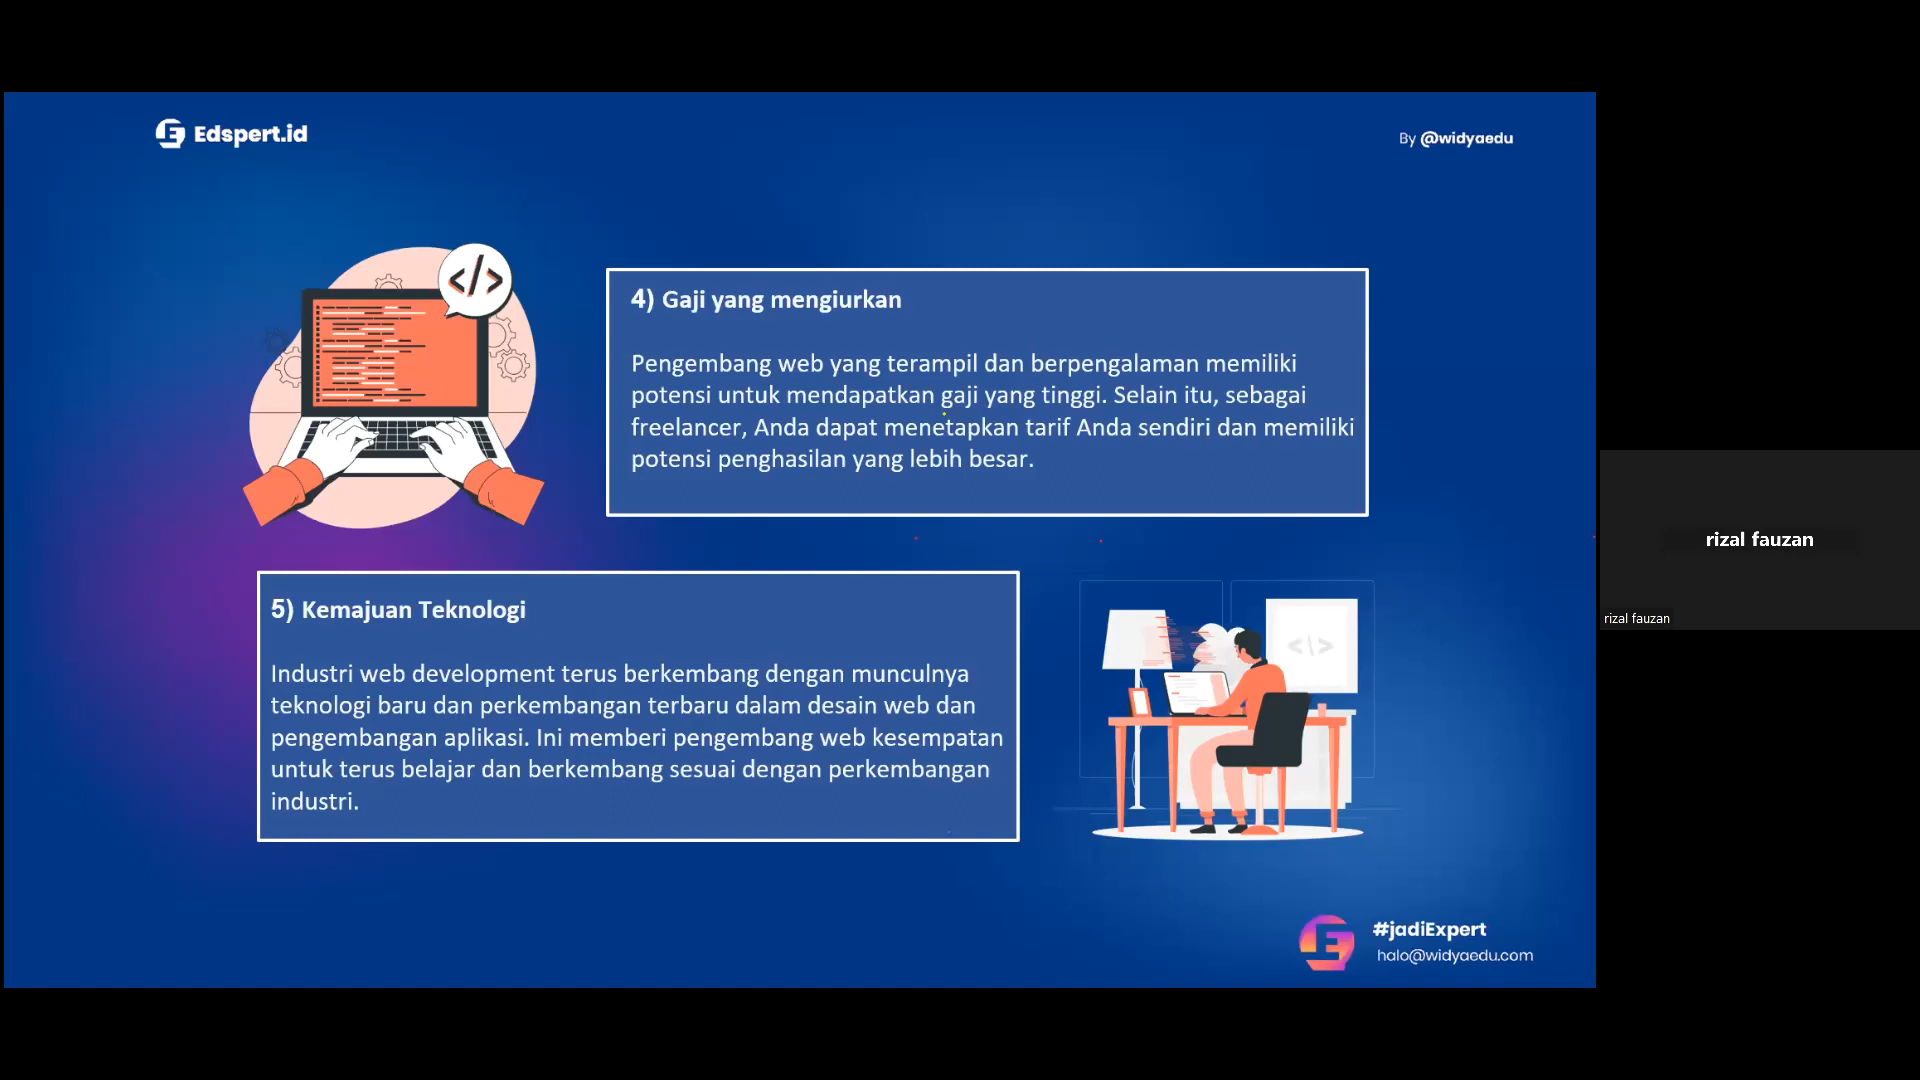 Edspert.id
By @widyaedu
</>
4) Gaji yang mengiurkan
Pengembang web yang terampil dan berpengalaman memiliki
potensi untuk mendapatkan gaji yang tinggi. Selain itu, sebagai
freelancer, Anda dapat menetapkan tarif Anda sendiri dan memiliki
potensi penghasilan yang lebih besar.
5) Kemajuan Teknologi
Industri web development terus berkembang dengan munculnya
teknologi baru dan perkembangan terbaru dalam desain web dan
pengembangan aplikasi. Ini memberi pengembang web kesempatan
untuk terus belajar dan berkembang sesuai dengan perkembangan
industri.
</>
#jadiExpert
halo@widyaedu.com
rizal fauzan
rizal fauzan